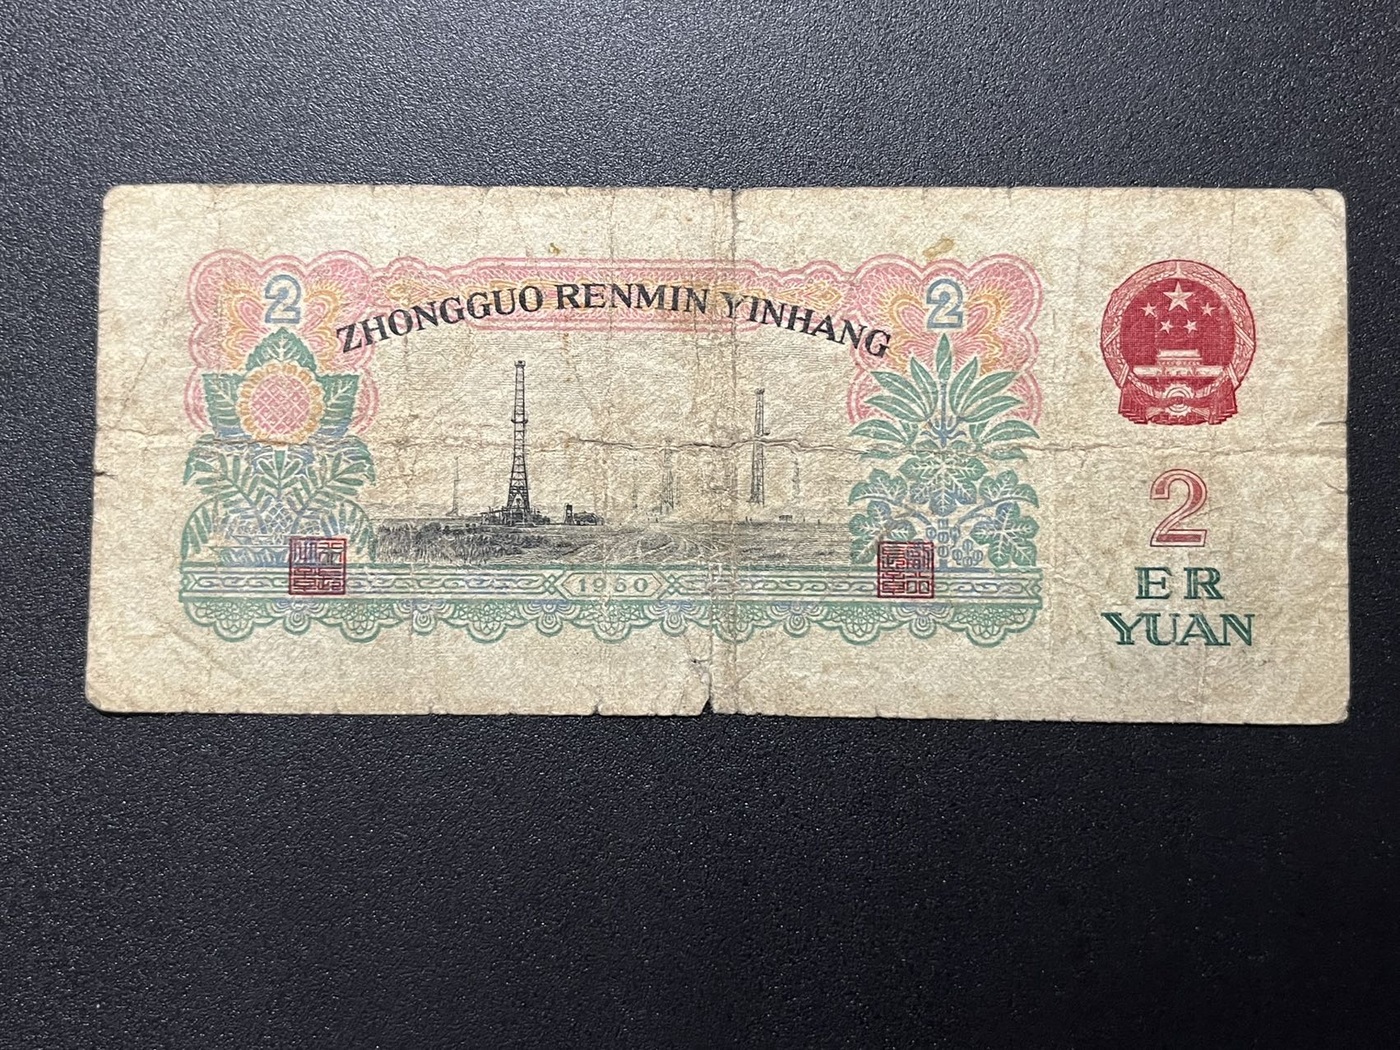 2
2
ZHONGGUO RENMIN YINHANG
1960
2
ER
YUAN